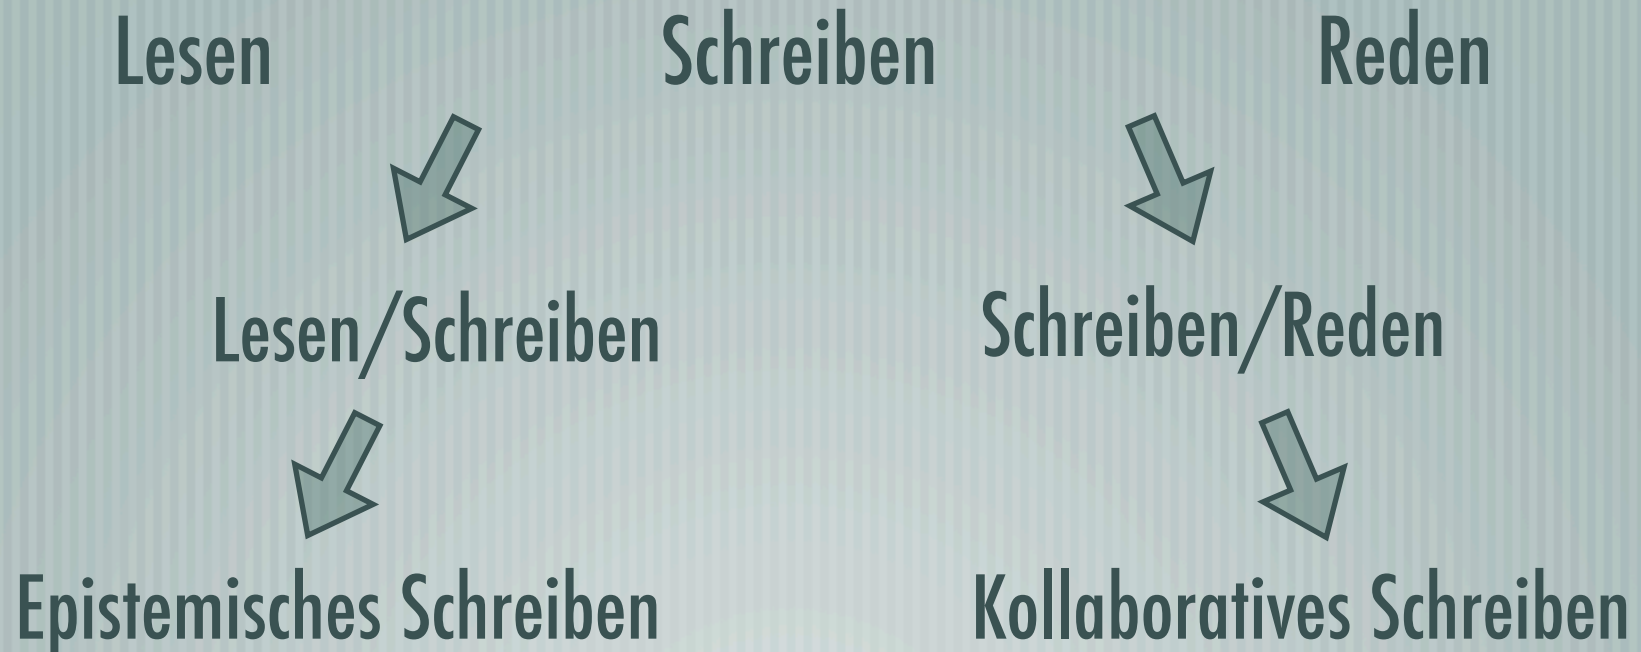 Lesen Schreiben Reden
Lesen/Schreiben Schreiben/Reden
Epistemisches Schreiben Kollaboratives Schreiben